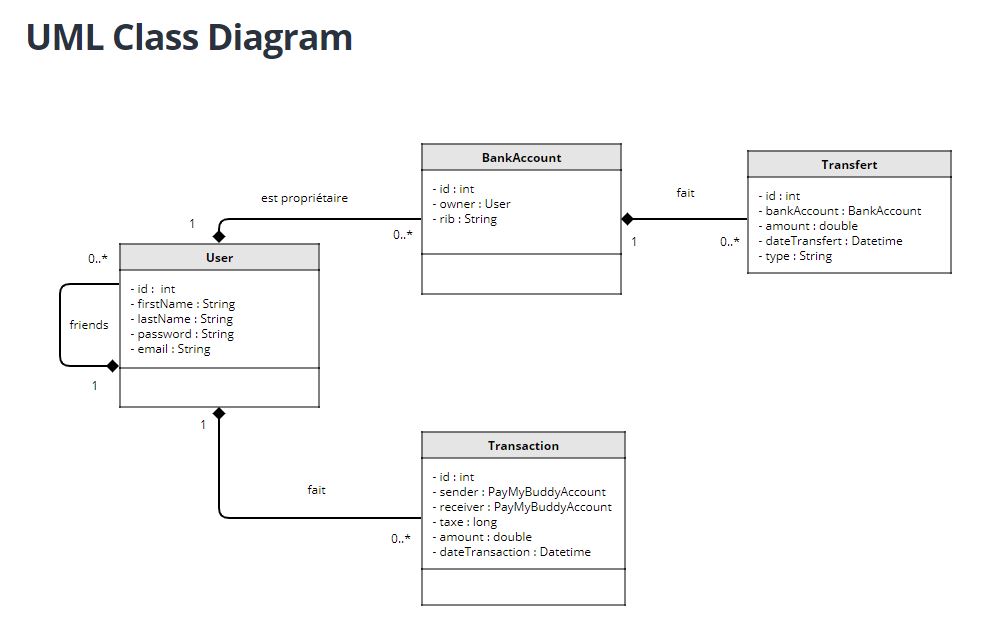 UML Class Diagram
BankAccount
- id : int
- owner : User
- rib : String
Transfert
- id : int
- bankAccount : BankAccount
- amount : double
- dateTransfert : Datetime
- type : String
fait
1
0..*
est propriétaire
1
0..*
User
- id :  int
- firstName : String
- lastName : String
- password : String
- email : String
0..*
friends
1
1
fait
0..*
Transaction
- id : int
- sender : PayMyBuddyAccount
- receiver : PayMyBuddyAccount
- taxe : long
- amount : double
- dateTransaction : Datetime